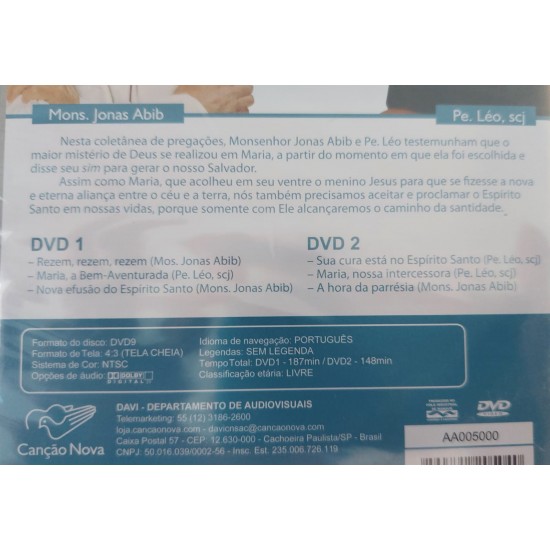 Mons. Jonas Abib
Pe. Léo, scj
Nesta coletânea de pregações, Monsenhor Jonas Abib e Pe. Léo testemunham que o
maior mistério de Deus se realizou em Maria, a partir do momento em que ela foi escolhida e
disse seu sim para gerar o nosso Salvador.
Assim como Maria, que acolheu em seu ventre o menino Jesus para que se fizesse a nova
e eterna aliança entre o céu e a terra, nós também precisamos aceitar e proclamar o Espírito
Santo em nossas vidas, porque somente com Ele alcançaremos o caminho da santidade.
DVD 1
– Rezem, rezem, rezem (Mos. Jonas Abib)
– Maria, a Bem-Aventurada (Pe. Léo, scj)
– Nova efusão do Espírito Santo (Mons. Jonas Abib)
DVD 2
– Sua cura está no Espírito Santo (Pe. Léo, scj)
– Maria, nossa intercessora (Pe. Léo, scj)
– A hora da parrésia (Mons. Jonas Abib)
Formato do disco: DVD9
Formato de Tela: 4:3 (TELA CHEIA)
Sistema de Cor: NTSC
Opções de áudio: DOLBY DIGITAL
Idioma de navegação: PORTUGUÊS
Legendas: SEM LEGENDA
Tempo Total: DVD1 - 187min / DVD2 - 148min
Classificação etária: LIVRE
Canção Nova
DAVI - DEPARTAMENTO DE AUDIOVISUAIS
Telemarketing: 55 (12) 3186-2600
loja.cancaonova.com - davicnsac@cancaonova.com
Caixa Postal 57 - CEP. 12.630-000 - Cachoeira Paulista/SP - Brasil
CNPJ: 50.016.039/0002-56 - Insc. Est. 235.006.726.119
DVD
VIDEO
AA005000